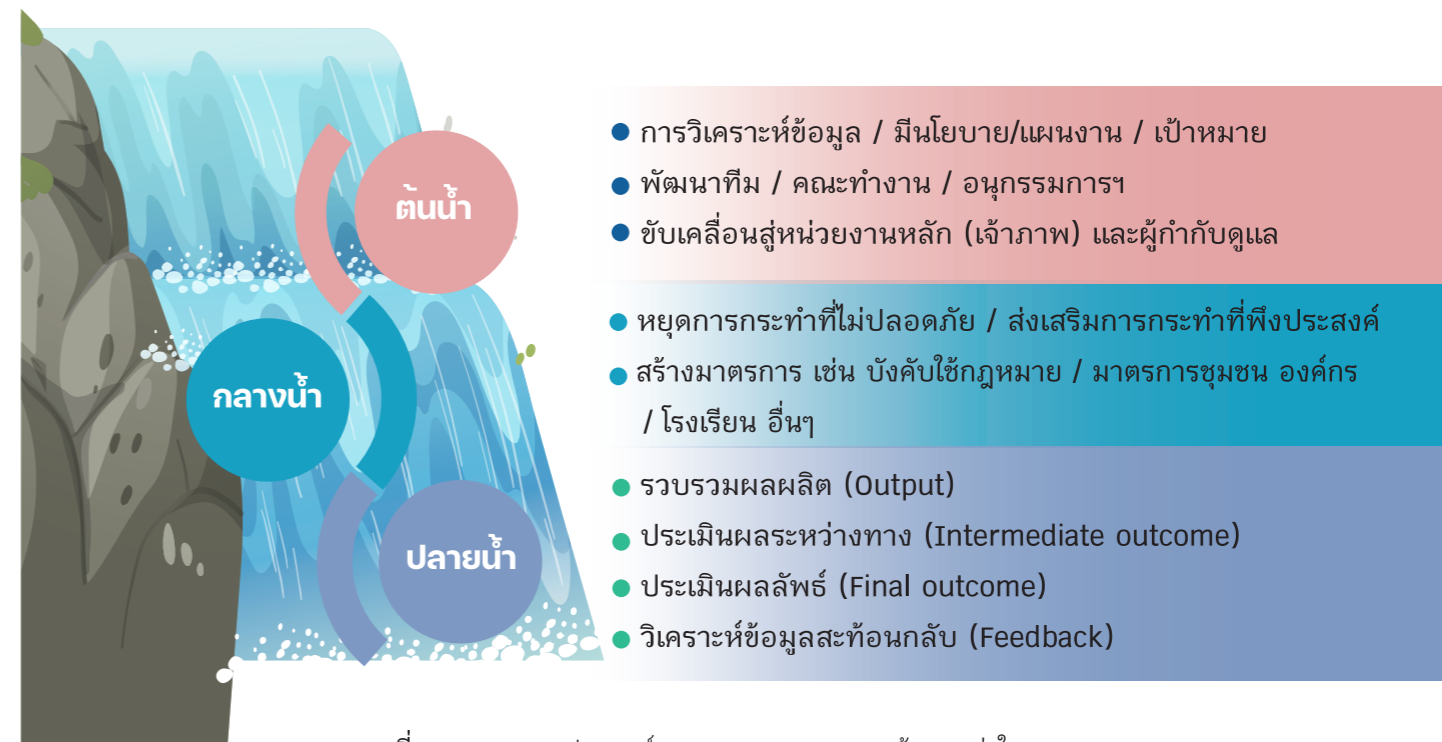 ต้นน้ำ
การวิเคราะห์ข้อมูล / มีนโยบาย/แผนงาน / เป้าหมาย
พัฒนาทีม / คณะทำงาน / อนุกรรมการฯ
ขับเคลื่อนสู่หน่วยงานหลัก (เจ้าภาพ) และผู้กำกับดูแล
กลางน้ำ
หยุดการกระทำที่ไม่ปลอดภัย / ส่งเสริมการกระทำที่พึงประสงค์
สร้างมาตรการ เช่น บังคับใช้กฎหมาย / มาตรการชุมชน องค์กร
/ โรงเรียน อื่นๆ
ปลายน้ำ
รวบรวมผลผลิต (Output)
ประเมินผลระหว่างทาง (Intermediate outcome)
ประเมินผลลัพธ์ (Final outcome)
วิเคราะห์ข้อมูลสะท้อนกลับ (Feedback)